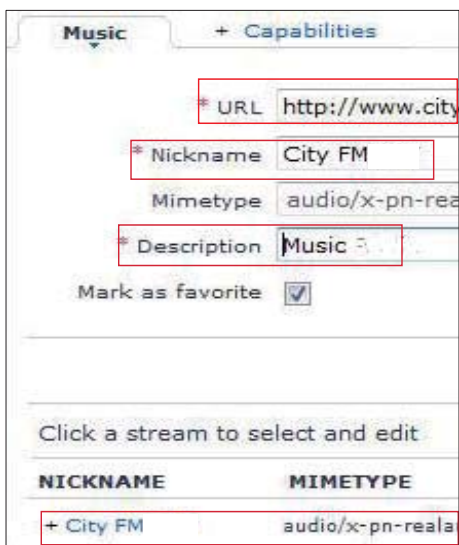 Music + Capabilities
* URL http://www.city
* Nickname City FM
Mimetype audio/x-pn-rea
* Description Music
Mark as favorite
Click a stream to select and edit
NICKNAME MIMETYPE
+ City FM audio/x-pn-reala